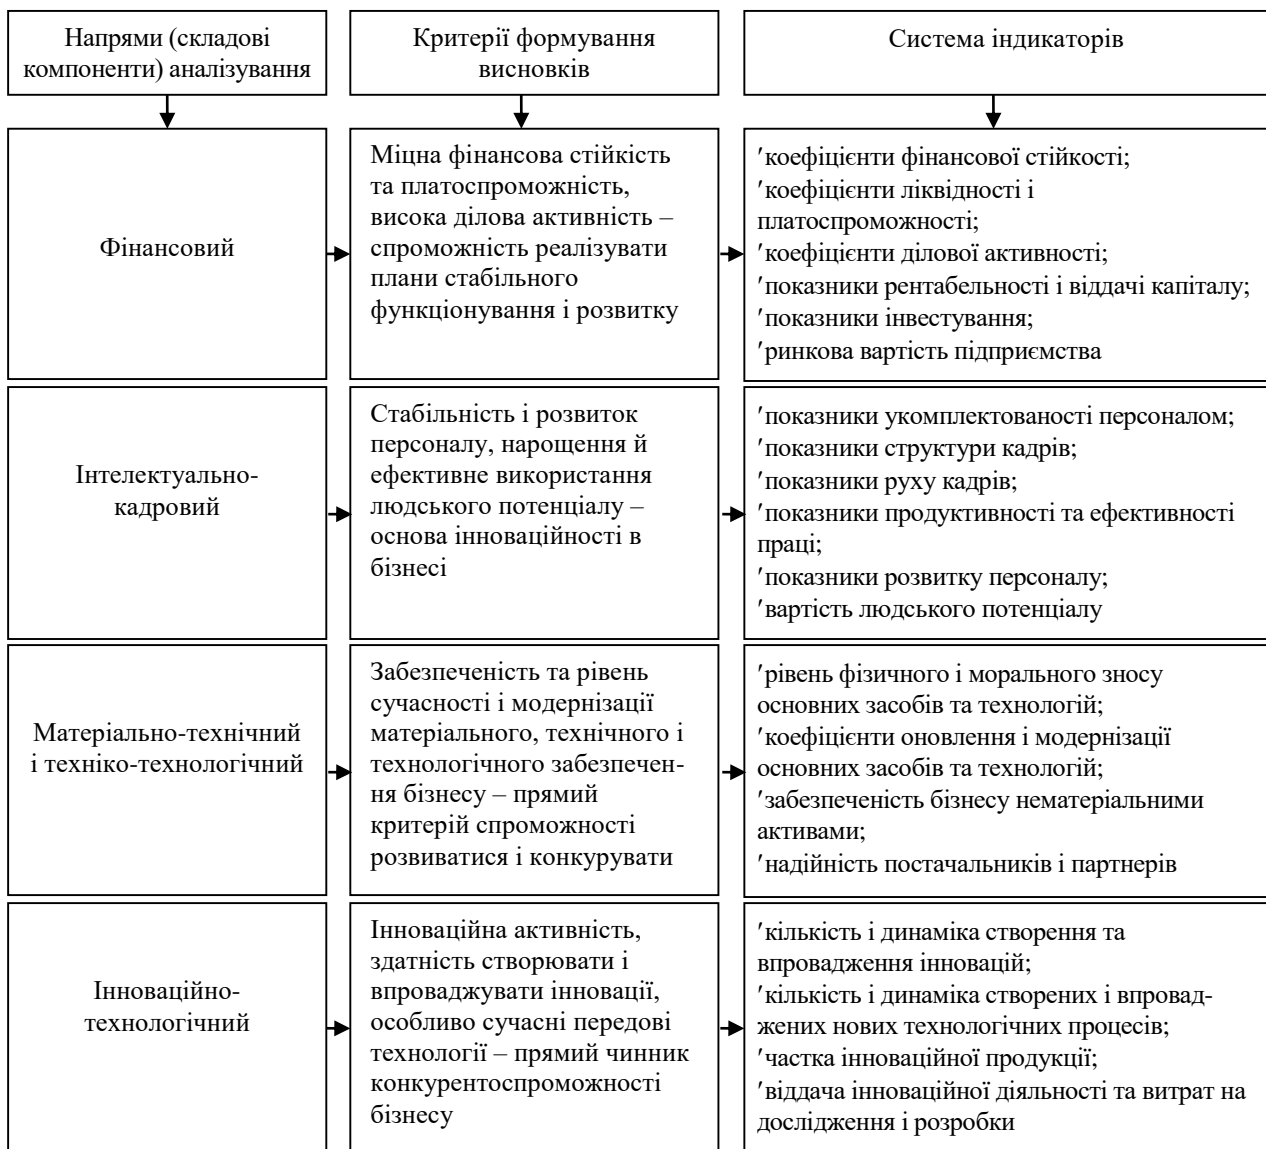 Напрями (складові
компоненти) аналізування
Критерії формування
висновків
Система індикаторів
Фінансовий
Міцна фінансова стійкість
та платоспроможність,
висока ділова активність –
спроможність реалізувати
плани стабільного
функціонування і розвитку
′коефіцієнти фінансової стійкості;
′коефіцієнти ліквідності і
платоспроможності;
′коефіцієнти ділової активності;
′показники рентабельності і віддачі капіталу;
′показники інвестування;
′ринкова вартість підприємства
Інтелектуально-
кадровий
Стабільність і розвиток
персоналу, нарощення й
ефективне використання
людського потенціалу –
основа інноваційності в
бізнесі
′показники укомплектованості персоналом;
′показники структури кадрів;
′показники руху кадрів;
′показники продуктивності та ефективності
праці;
′показники розвитку персоналу;
′вартість людського потенціалу
Матеріально-технічний
і техніко-технологічний
Забезпеченість та рівень
сучасності і модернізації
матеріального, технічного і
технологічного забезпечен-
ня бізнесу – прямий
критерій спроможності
розвиватися і конкурувати
′рівень фізичного і морального зносу
основних засобів та технологій;
′коефіцієнти оновлення і модернізації
основних засобів та технологій;
′забезпеченість бізнесу нематеріальними
активами;
′надійність постачальників і партнерів
Інноваційно-
технологічний
Інноваційна активність,
здатність створювати і
впроваджувати інновації,
особливо сучасні передові
технології – прямий чинник
конкурентоспроможності
бізнесу
′кількість і динаміка створення та
впровадження інновацій;
′кількість і динаміка створених і впровад-
жених нових технологічних процесів;
′частка інноваційної продукції;
′віддача інноваційної діяльності та витрат на
дослідження і розробки